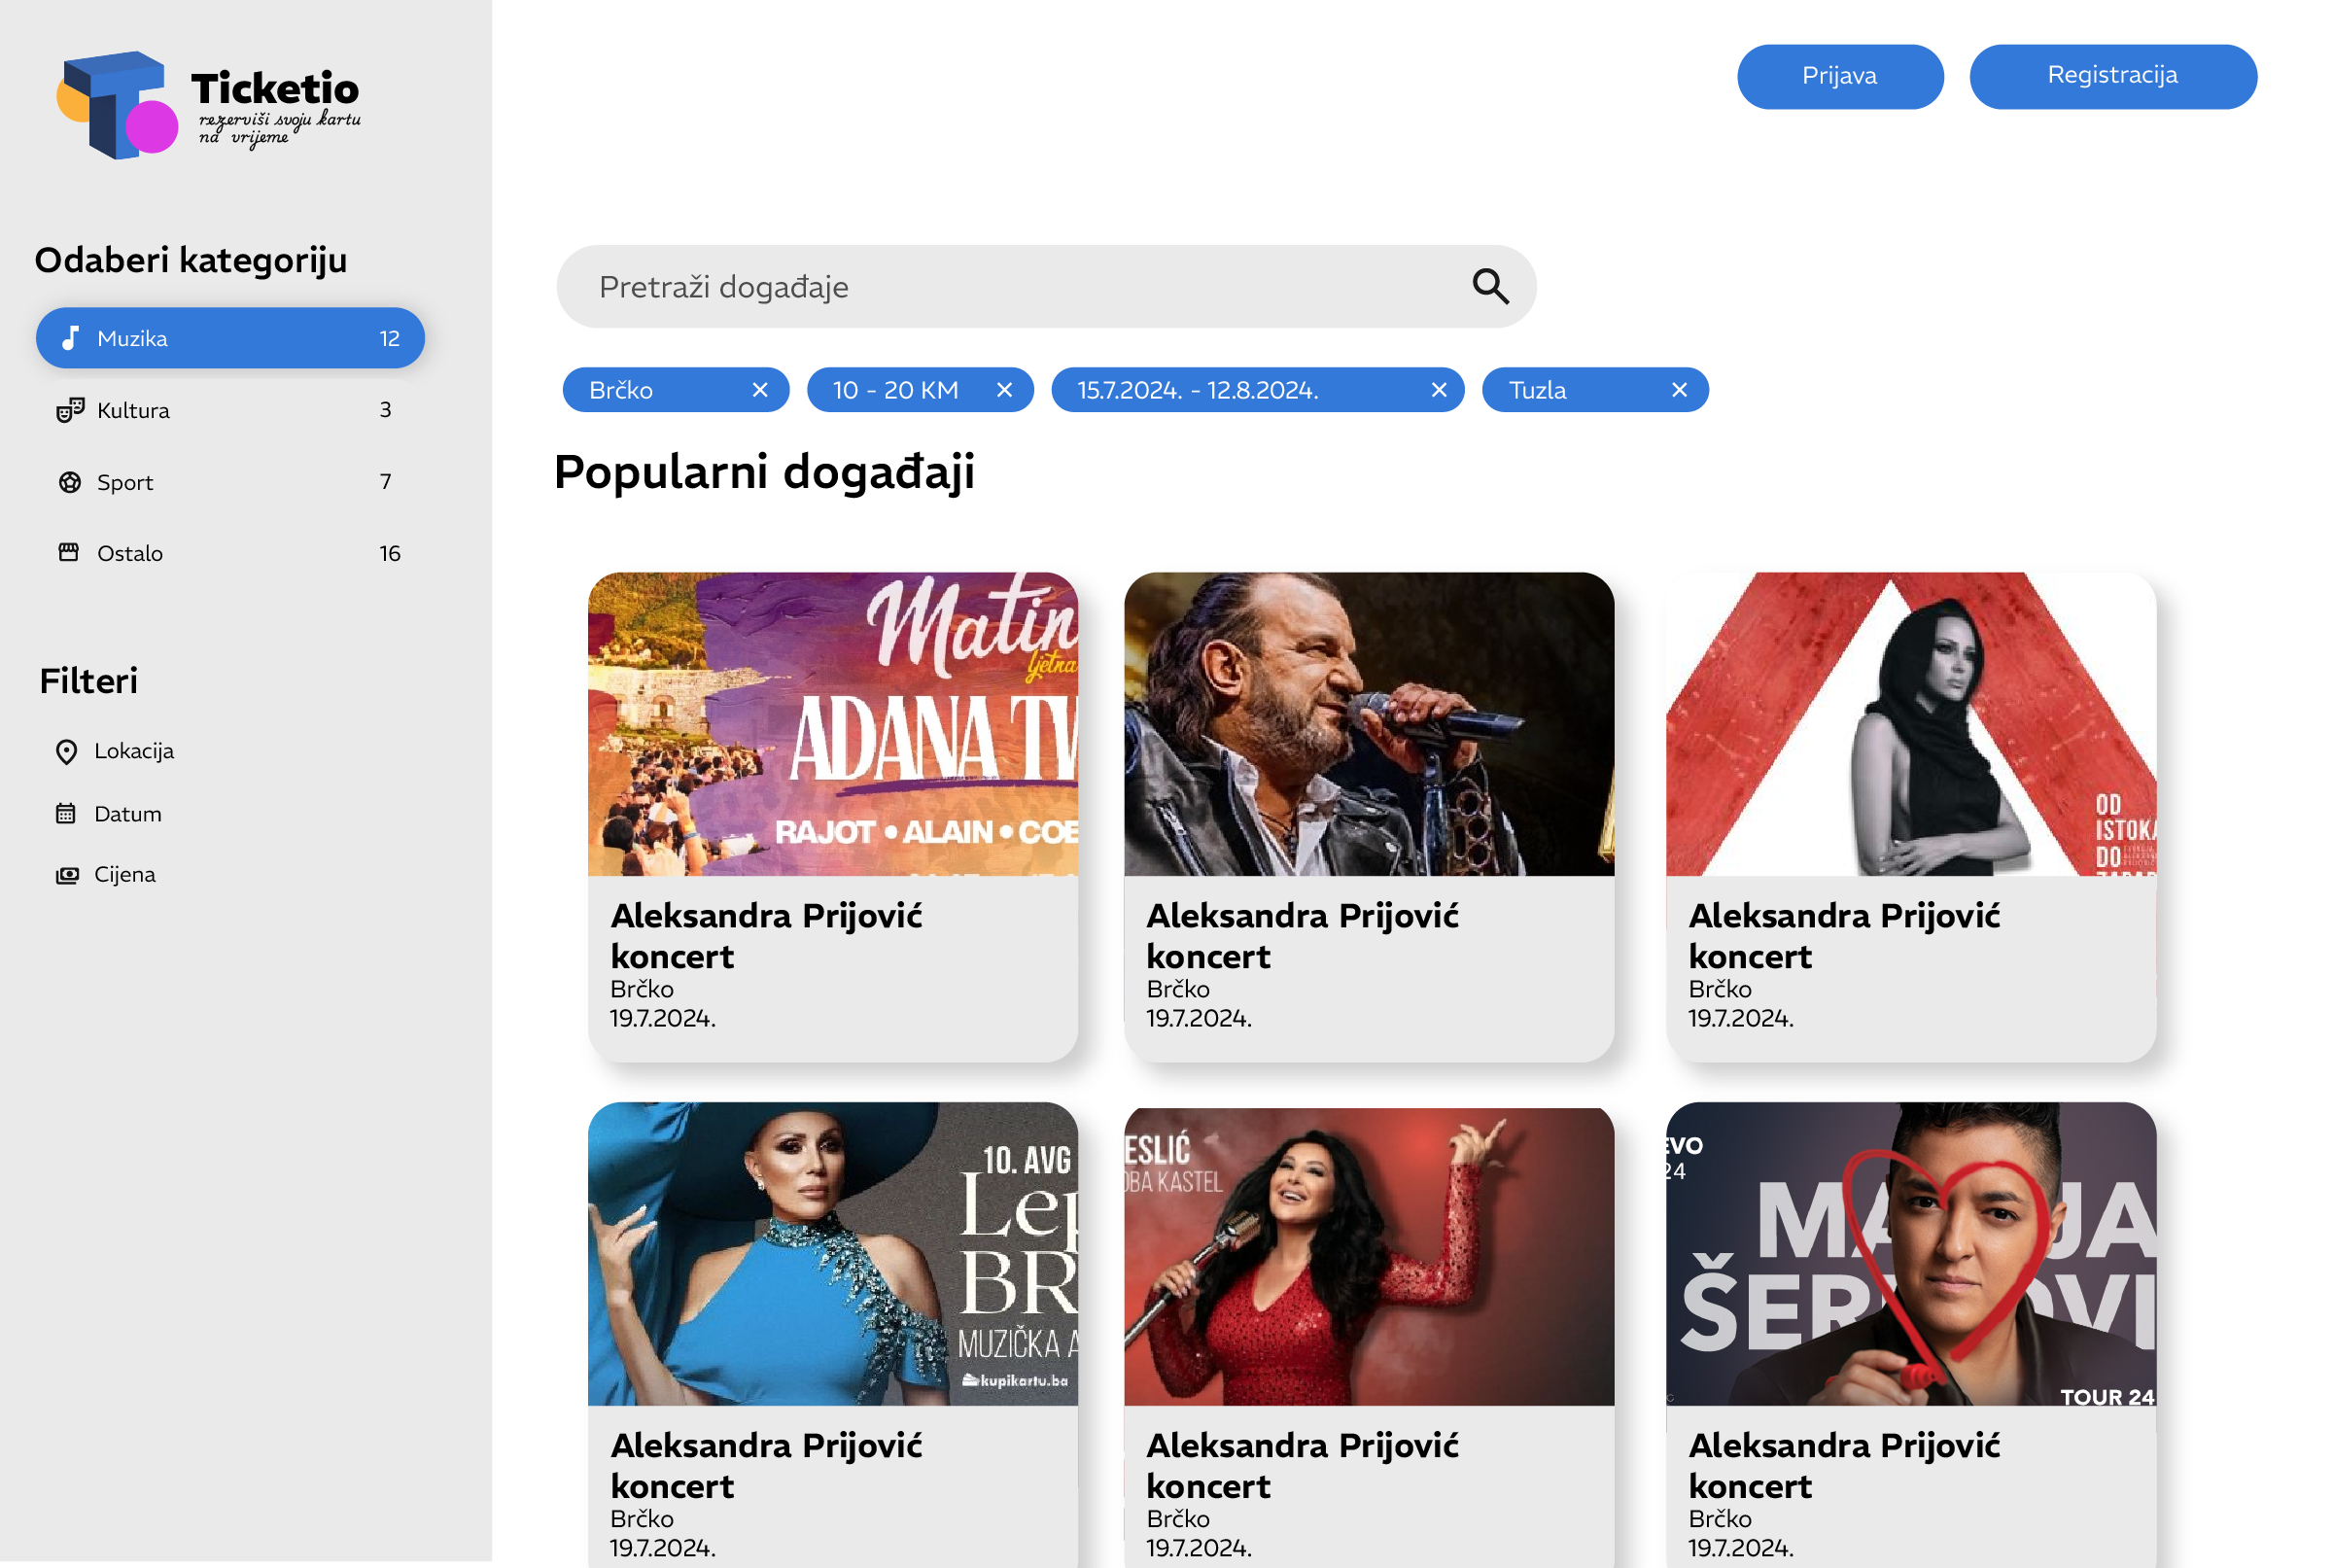 Ticketio
rezerviši svoju kartu
na vrijeme
Prijava
Registracija
Odaberi kategoriju
Muzika 12
Kultura 3
Sport 7
Ostalo 16
Filteri
Lokacija
Datum
Cijena
Pretraži događaje
Brčko
10 - 20 KM
15.7.2024. - 12.8.2024.
Tuzla
Popularni događaji
Matin
ljetna
ADANA TW
RAJOT • ALAIN • COE
Aleksandra Prijović
koncert
Brčko
19.7.2024.
Aleksandra Prijović
koncert
Brčko
19.7.2024.
OD
ISTOKA
DO
Aleksandra Prijović
koncert
Brčko
19.7.2024.
10. AVG
Lep
BR
MUZIČKA A
kupikartu.ba
Aleksandra Prijović
koncert
Brčko
19.7.2024.
ESLIĆ
OBA KASTEL
Aleksandra Prijović
koncert
Brčko
19.7.2024.
EVO
24
MA JA
ŠER OVI
TOUR 24
Aleksandra Prijović
koncert
Brčko
19.7.2024.